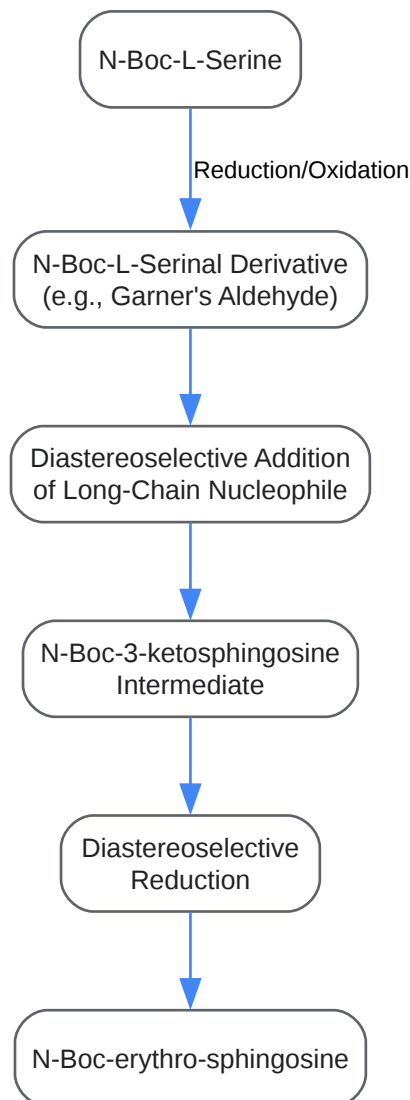 N-Boc-L-Serine
Reduction/Oxidation
N-Boc-L-Serinal Derivative
(e.g., Garner's Aldehyde)
Diastereoselective Addition
of Long-Chain Nucleophile
N-Boc-3-ketosphingosine
Intermediate
Diastereoselective
Reduction
N-Boc-erythro-sphingosine